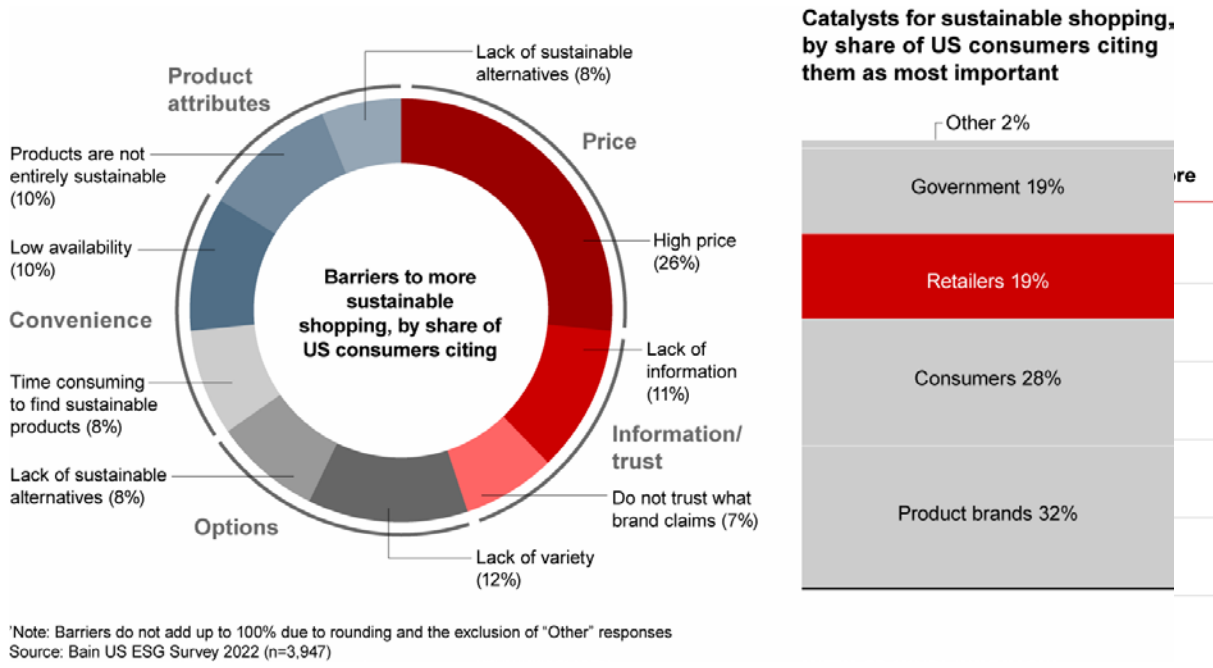 Product
attributes
Lack of sustainable
alternatives (8%)
Price
Products are not
entirely sustainable
(10%)
Low availability
(10%)
High price
(26%)
Barriers to more
sustainable
shopping, by share of
US consumers citing
Convenience
Lack of
information
(11%)
Time consuming
to find sustainable
products (8%)
Information/
trust
Lack of sustainable
alternatives (8%)
Do not trust what
brand claims (7%)
Options
Lack of variety
(12%)
Catalysts for sustainable shopping,
by share of US consumers citing
them as most important
Other 2%
Government 19%
Retailers 19%
Consumers 28%
Product brands 32%
'Note: Barriers do not add up to 100% due to rounding and the exclusion of “Other” responses
Source: Bain US ESG Survey 2022 (n=3,947)